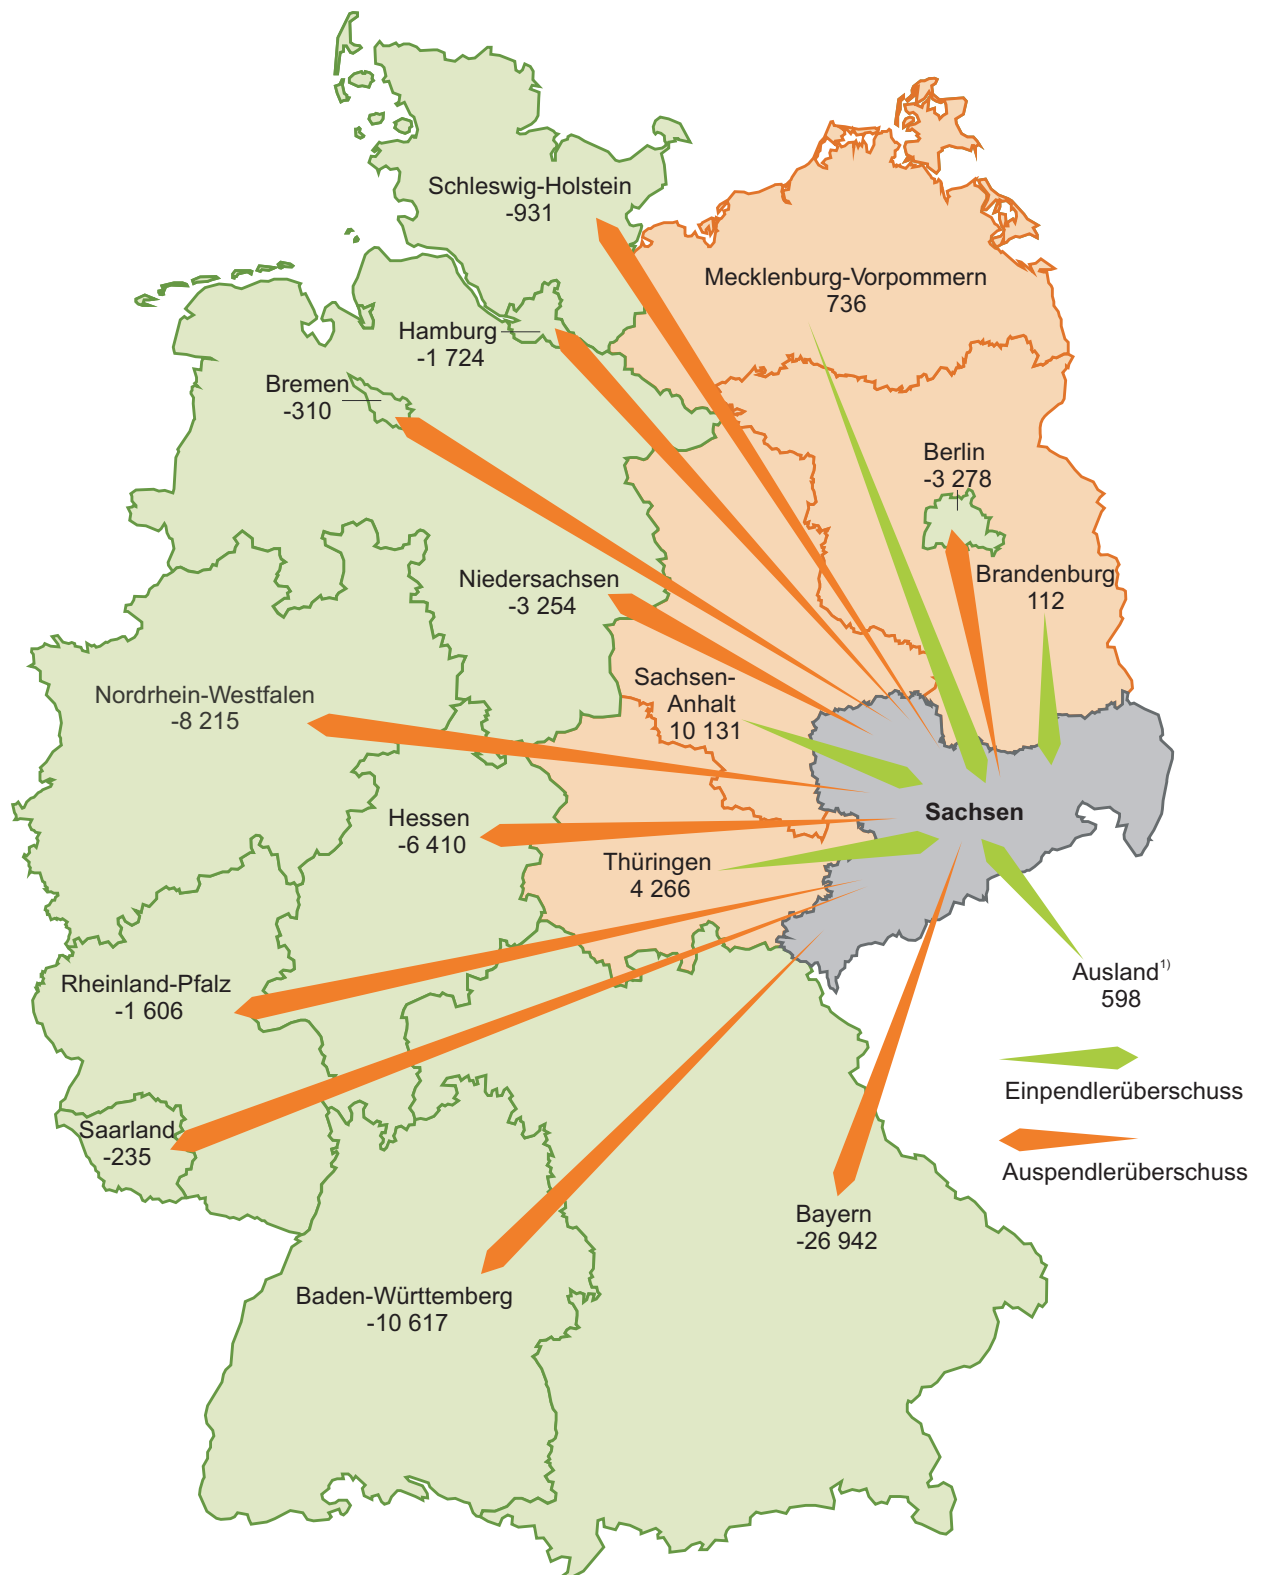 Schleswig-Holstein
-931
Mecklenburg-Vorpommern
736
Hamburg
-1 724
Bremen
-310
Berlin
-3 278
Niedersachsen
-3 254
Brandenburg
112
Sachsen-
Anhalt
10 131
Nordrhein-Westfalen
-8 215
Sachsen
Hessen
-6 410
Thüringen
4 266
Rheinland-Pfalz
-1 606
Ausland¹⁾
598
Einpendlerüberschuss
Auspendlerüberschuss
Saarland
-235
Bayern
-26 942
Baden-Württemberg
-10 617